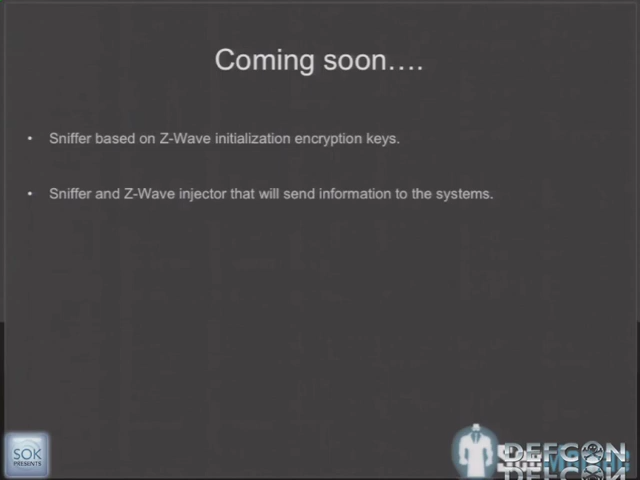 Coming soon….
• Sniffer based on Z-Wave initialization encryption keys.
• Sniffer and Z-Wave injector that will send information to the systems.
SOK
PRESENTS
DEFCON